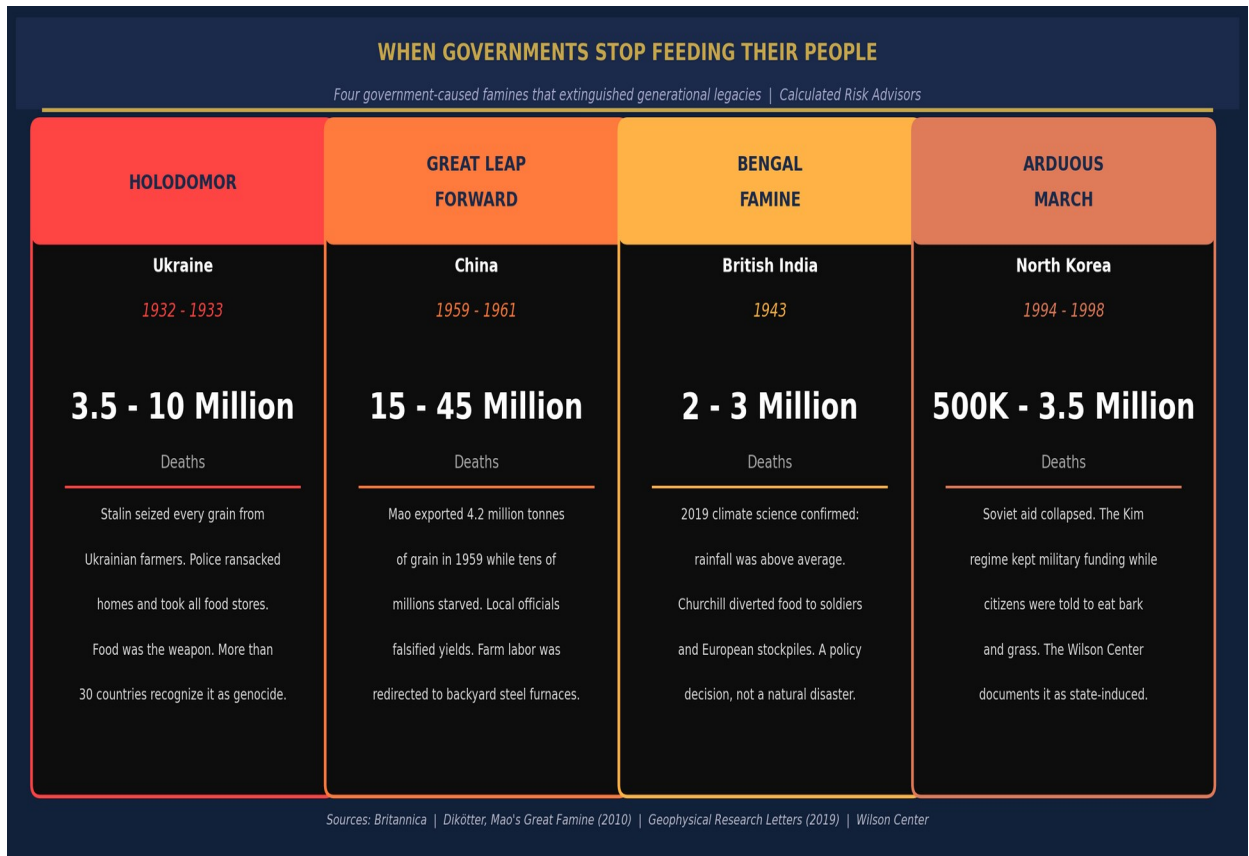 WHEN GOVERNMENTS STOP FEEDING THEIR PEOPLE
Four government-caused famines that extinguished generational legacies | Calculated Risk Advisors
HOLODOMOR
Ukraine
1932 - 1933
3.5 - 10 Million
Deaths
Stalin seized every grain from
Ukrainian farmers. Police ransacked
homes and took all food stores.
Food was the weapon. More than
30 countries recognize it as genocide.
GREAT LEAP
FORWARD
China
1959 - 1961
15 - 45 Million
Deaths
Mao exported 4.2 million tonnes
of grain in 1959 while tens of
millions starved. Local officials
falsified yields. Farm labor was
redirected to backyard steel furnaces.
BENGAL
FAMINE
British India
1943
2 - 3 Million
Deaths
2019 climate science confirmed:
rainfall was above average.
Churchill diverted food to soldiers
and European stockpiles. A policy
decision, not a natural disaster.
ARDUOUS
MARCH
North Korea
1994 - 1998
500K - 3.5 Million
Deaths
Soviet aid collapsed. The Kim
regime kept military funding while
citizens were told to eat bark
and grass. The Wilson Center
documents it as state-induced.
Sources: Britannica | Dikötter, Mao's Great Famine (2010) | Geophysical Research Letters (2019) | Wilson Center